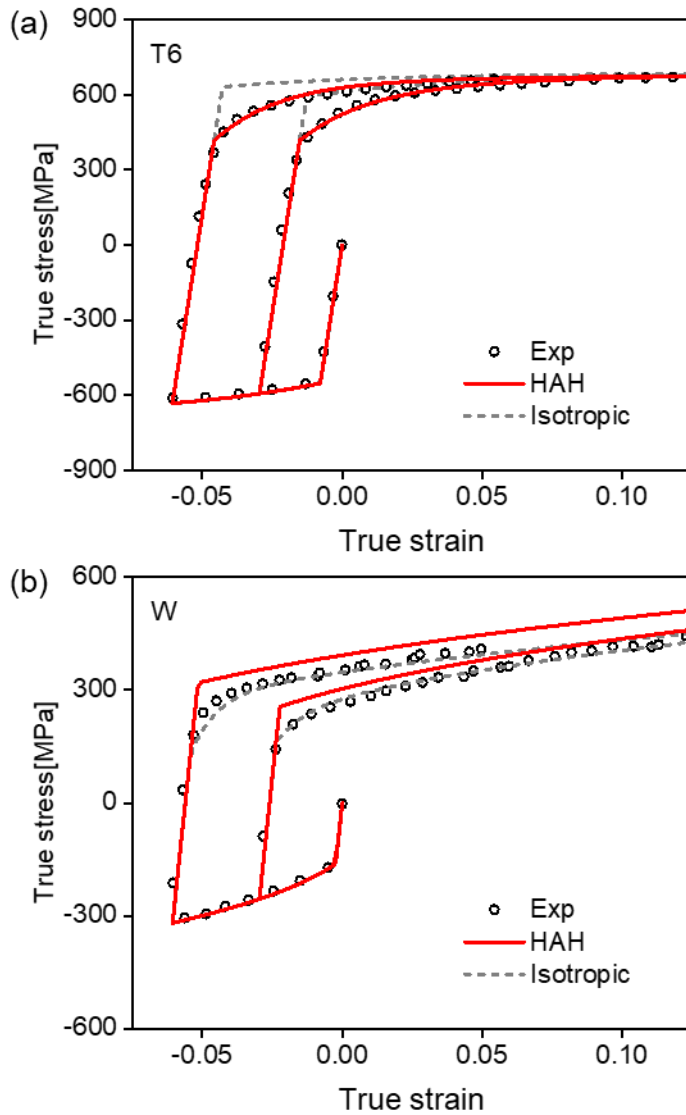 (a)
T6
True stress[MPa]
900
600
300
0
-300
-600
-900
Exp
HAH
Isotropic
-0.05
0.00
0.05
0.10
True strain
(b)
W
True stress[MPa]
600
300
0
-300
-600
Exp
HAH
Isotropic
-0.05
0.00
0.05
0.10
True strain